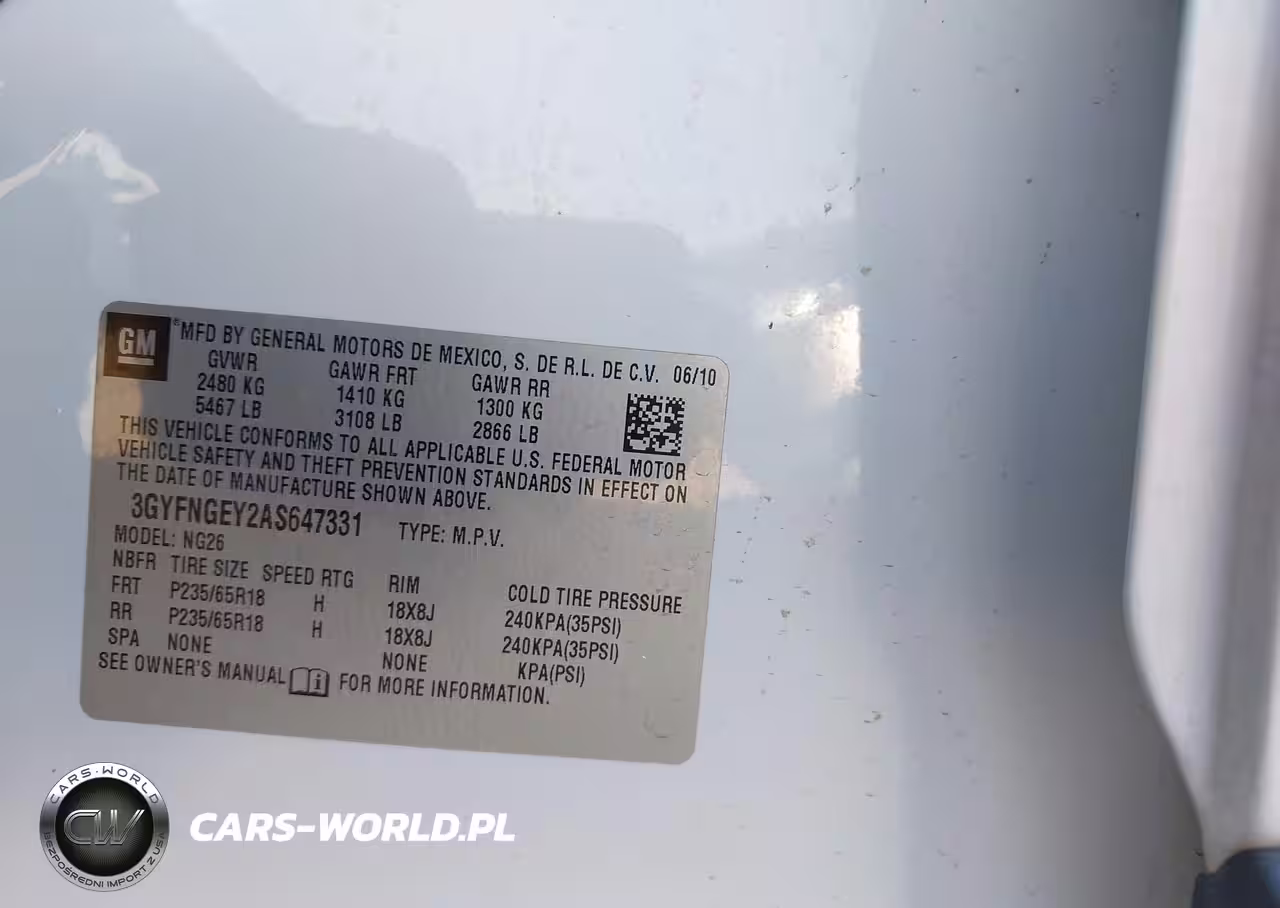 GM
®MFD BY GENERAL MOTORS DE MEXICO, S. DE R.L. DE C.V. 06/10
GVWR GAWR FRT GAWR RR
2480 KG 1410 KG 1300 KG
5467 LB 3108 LB 2866 LB
THIS VEHICLE CONFORMS TO ALL APPLICABLE U.S. FEDERAL MOTOR
VEHICLE SAFETY AND THEFT PREVENTION STANDARDS IN EFFECT ON
THE DATE OF MANUFACTURE SHOWN ABOVE.
3GYFNGEY2AS647331 TYPE: M.P.V.
MODEL: NG26
NBFR TIRE SIZE SPEED RTG RIM COLD TIRE PRESSURE
FRT P235/65R18 H 18X8J 240KPA(35PSI)
RR P235/65R18 H 18X8J 240KPA(35PSI)
SPA NONE NONE KPA(PSI)
SEE OWNER'S MANUAL i FOR MORE INFORMATION.
CARS-WORLD
CW
BEZPOŚREDNI IMPORT Z USA
CARS-WORLD.PL